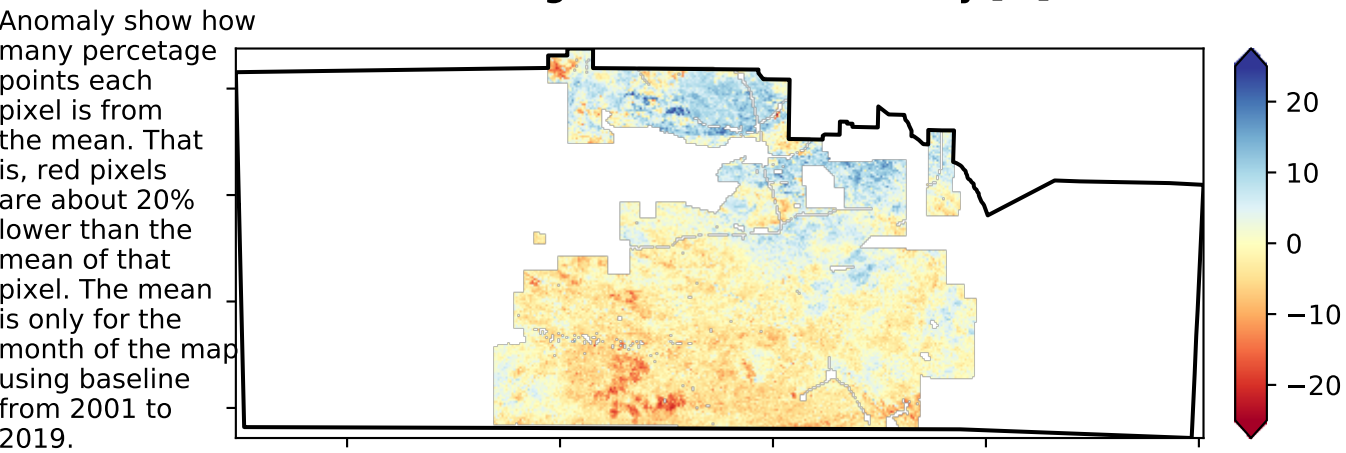 Anomaly show how
many percetage
points each
pixel is from
the mean. That
is, red pixels
are about 20%
lower than the
mean of that
pixel. The mean
is only for the
month of the map
using baseline
from 2001 to
2019.
20
10
0
−10
−20